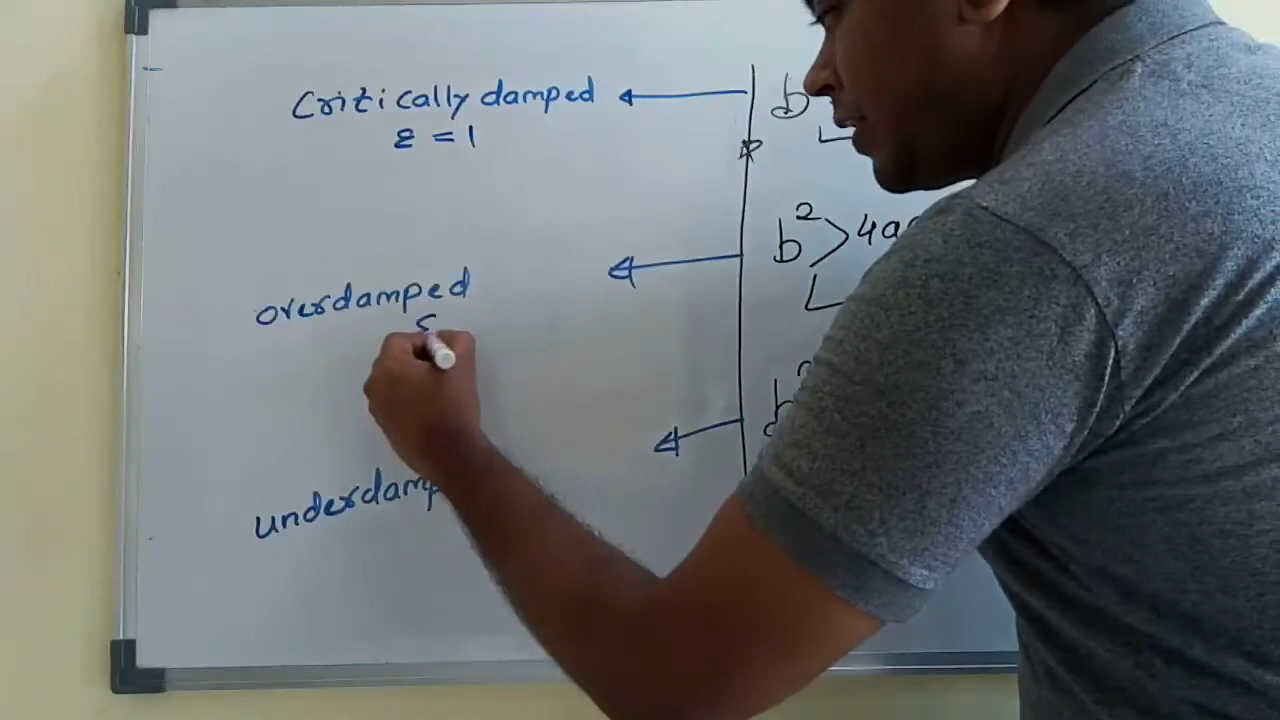 Critically damped
ε = 1
b
b² > 4a
overdamped
ε
underdamp